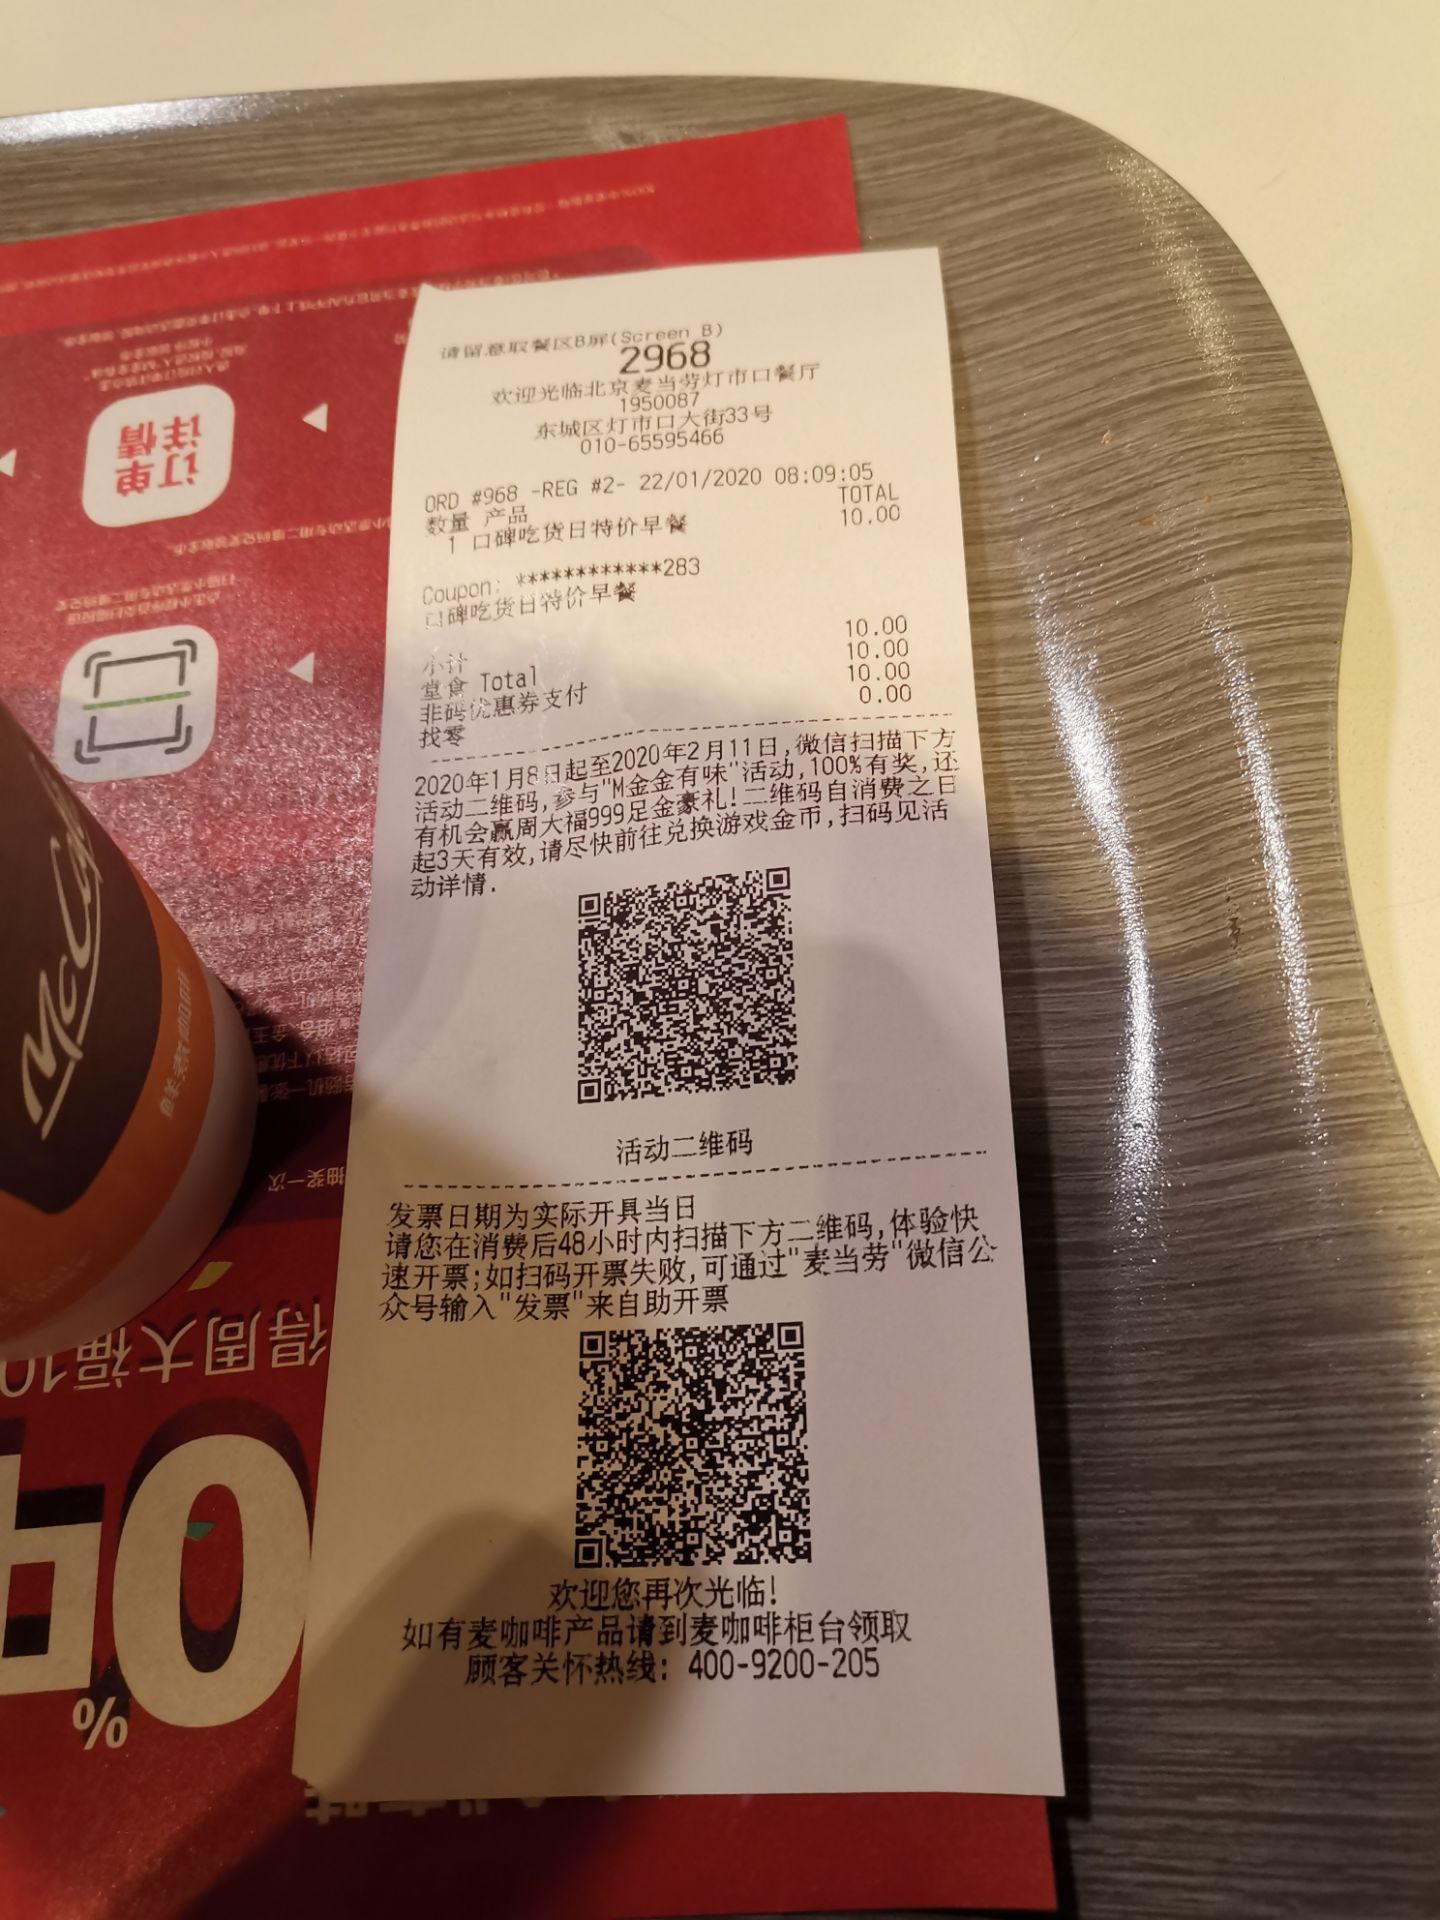 请留意取餐区B屏(Screen B)
2968
欢迎光临北京麦当劳灯市口餐厅
1950087
东城区灯市口大街33号
010-65595466
ORD #968 -REG #2- 22/01/2020 08:09:05
数量 产品 TOTAL
1 口碑吃货日特价早餐 10.00
Coupon: ************283
口碑吃货日特价早餐
小计 10.00
堂食 Total 10.00
非码优惠券支付 10.00
找零 0.00
2020年1月8日起至2020年2月11日,微信扫描下方
活动二维码,参与"M金金有味"活动,100%有奖,还
有机会赢周大福999足金豪礼!二维码自消费之日
起3天有效,请尽快前往兑换游戏金币,扫码见活
动详情.
活动二维码
发票日期为实际开具当日
请您在消费后48小时内扫描下方二维码,体验快
速开票;如扫码开票失败,可通过"麦当劳"微信公
众号输入"发票"来自助开票
欢迎您再次光临!
如有麦咖啡产品请到麦咖啡柜台领取
顾客关怀热线: 400-9200-205
订单
详情
McCafé
得周大福10
抽奖一次
%